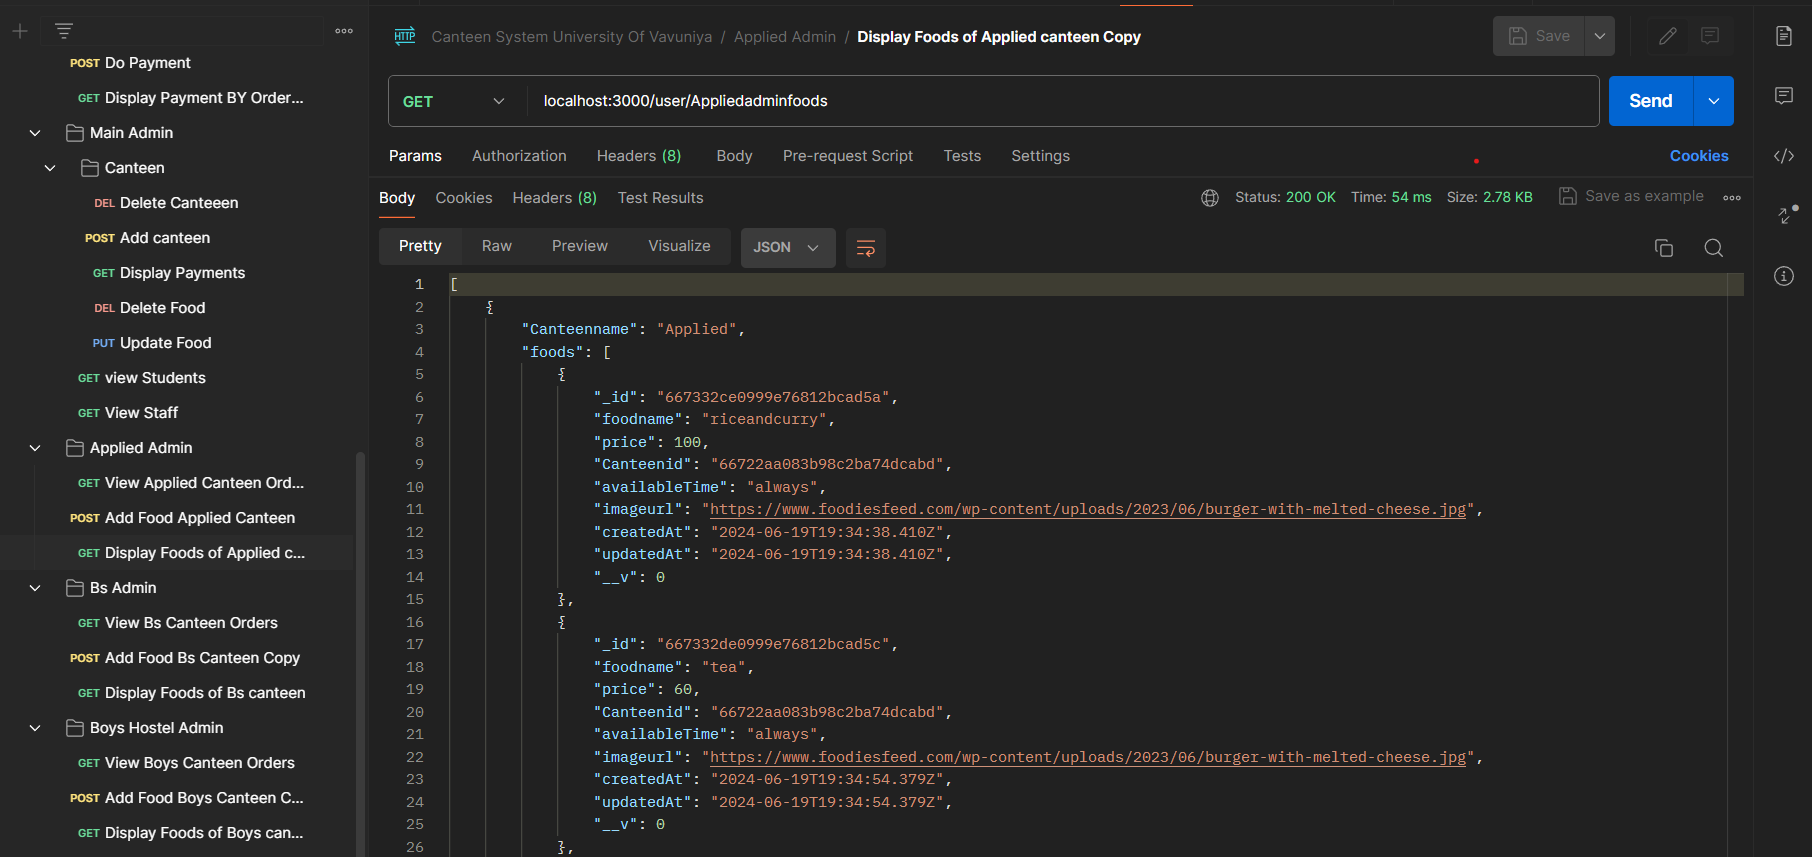 POST Do Payment
GET Display Payment BY Order...
Main Admin
Canteen
DEL Delete Canteeen
POST Add canteen
GET Display Payments
DEL Delete Food
PUT Update Food
GET view Students
GET View Staff
Applied Admin
GET View Applied Canteen Ord...
POST Add Food Applied Canteen
GET Display Foods of Applied c...
Bs Admin
GET View Bs Canteen Orders
POST Add Food Bs Canteen Copy
GET Display Foods of Bs canteen
Boys Hostel Admin
GET View Boys Canteen Orders
POST Add Food Boys Canteen C...
GET Display Foods of Boys can...
HTTP Canteen System University Of Vavuniya / Applied Admin / Display Foods of Applied canteen Copy Save
GET localhost:3000/user/Appliedadminfoods Send
Params Authorization Headers (8) Body Pre-request Script Tests Settings Cookies
Body Cookies Headers (8) Test Results Status: 200 OK Time: 54 ms Size: 2.78 KB Save as example
Pretty Raw Preview Visualize JSON
1 [
2 {
3 "Canteenname": "Applied",
4 "foods": [
5 {
6 "_id": "667332ce0999e76812bcad5a",
7 "foodname": "riceandcurry",
8 "price": 100,
9 "Canteenid": "66722aa083b98c2ba74dcabd",
10 "availableTime": "always",
11 "imageurl": "https://www.foodiesfeed.com/wp-content/uploads/2023/06/burger-with-melted-cheese.jpg",
12 "createdAt": "2024-06-19T19:34:38.410Z",
13 "updatedAt": "2024-06-19T19:34:38.410Z",
14 "__v": 0
15 },
16 {
17 "_id": "667332de0999e76812bcad5c",
18 "foodname": "tea",
19 "price": 60,
20 "Canteenid": "66722aa083b98c2ba74dcabd",
21 "availableTime": "always",
22 "imageurl": "https://www.foodiesfeed.com/wp-content/uploads/2023/06/burger-with-melted-cheese.jpg",
23 "createdAt": "2024-06-19T19:34:54.379Z",
24 "updatedAt": "2024-06-19T19:34:54.379Z",
25 "__v": 0
26 },